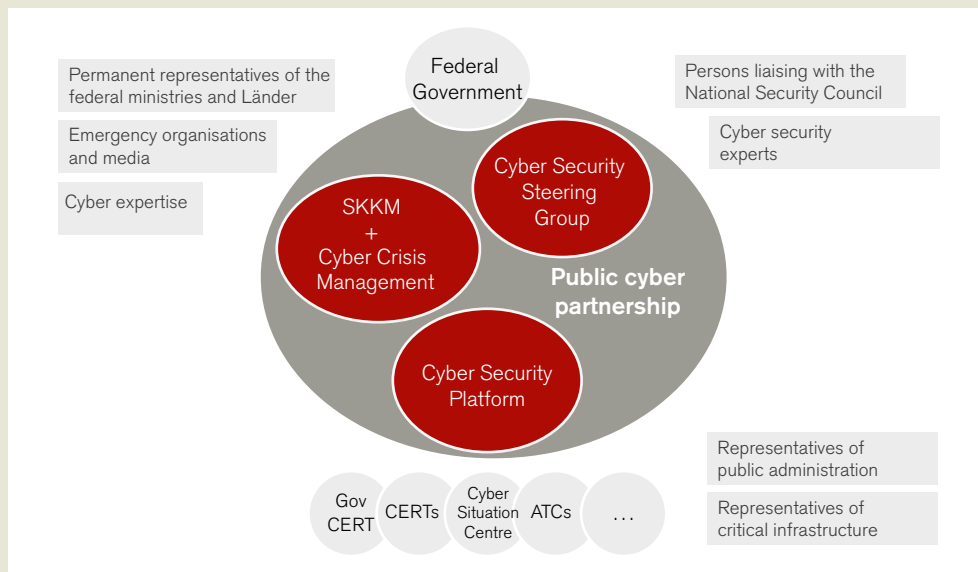 Federal
Government
Permanent representatives of the
federal ministries and Länder
Emergency organisations
and media
Cyber expertise
Persons liaising with the
National Security Council
Cyber security
experts
Cyber Security
Steering
Group
SKKM
+
Cyber Crisis
Management
Public cyber
partnership
Cyber Security
Platform
Representatives of
public administration
Representatives of
critical infrastructure
Gov
CERT
CERTs
Cyber
Situation
Centre
ATCs
...